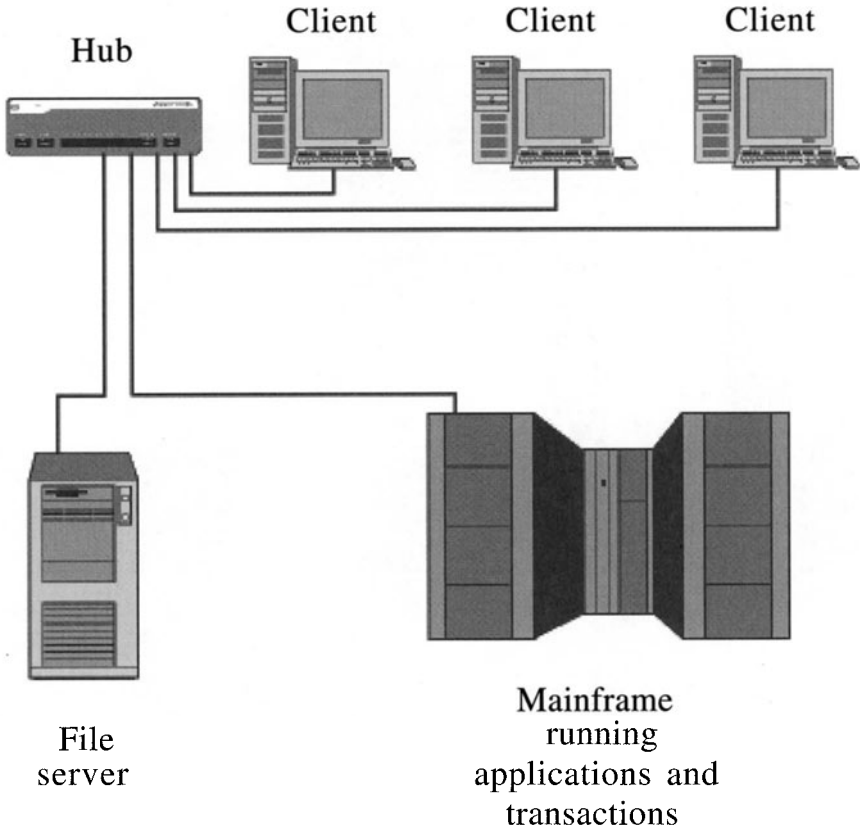 Hub
Client
Client
Client
File
server
Mainframe
running
applications and
transactions